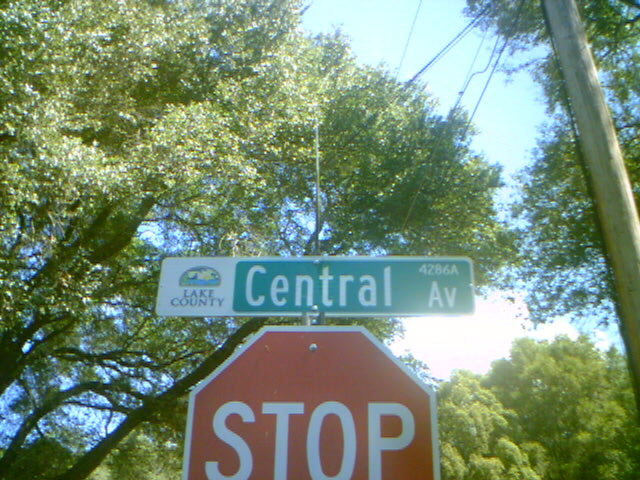 LAKE
COUNTY
Central
4286A
Av
STOP